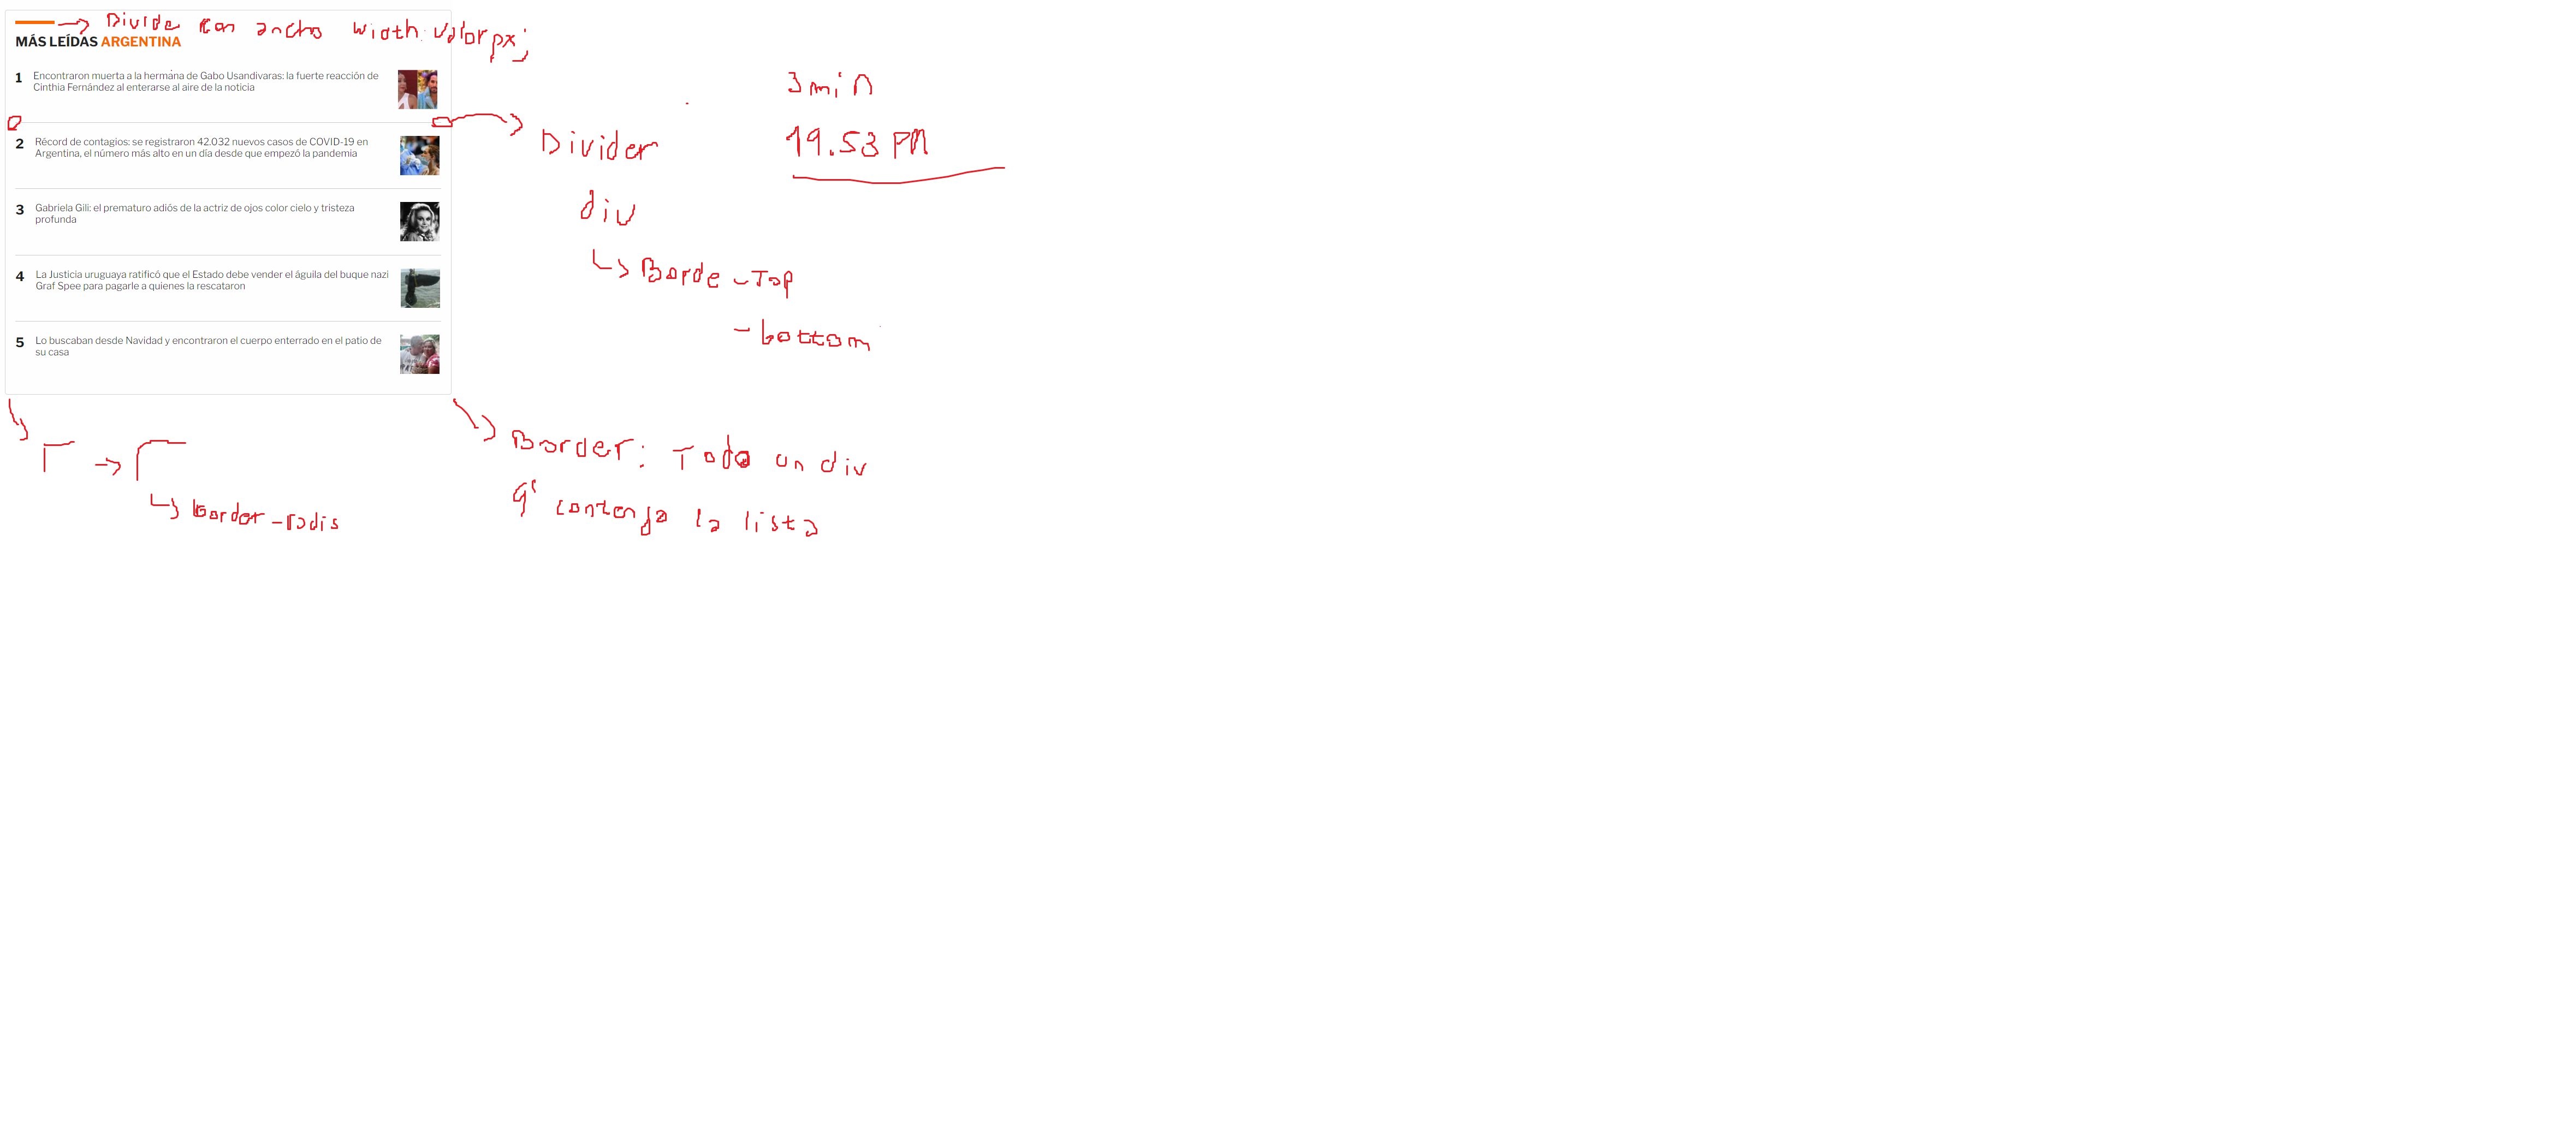 Divide con ancho width: valor px;
MÁS LEÍDAS ARGENTINA
1 Encontraron muerta a la hermana de Gabo Usandivaras: la fuerte reacción de
Cinthia Fernández al enterarse al aire de la noticia
3 min
19.53 PM
Divider
2 Récord de contagios: se registraron 42.032 nuevos casos de COVID-19 en
Argentina, el número más alto en un día desde que empezó la pandemia
div
3 Gabriela Gili: el prematuro adiós de la actriz de ojos color cielo y tristeza
profunda
Borde -Top
4 La Justicia uruguaya ratificó que el Estado debe vender el águila del buque nazi
Graf Spee para pagarle a quienes la rescataron
-bottom
5 Lo buscaban desde Navidad y encontraron el cuerpo enterrado en el patio de
su casa
Border: Todo un div
q' contenga la lista
border-radis